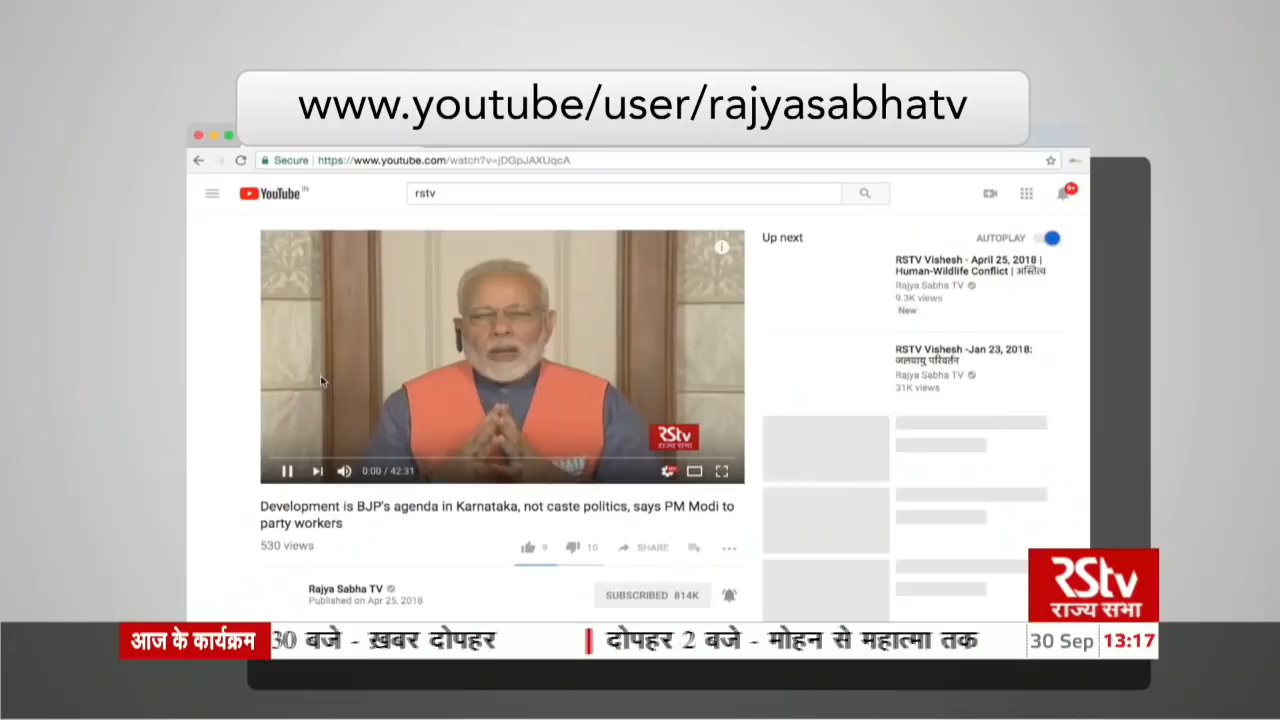 www.youtube/user/rajyasabhatv
Secure https://www.youtube.com/watch?v=jDGpJAXUqcA
YouTube IN
rstv
9+
Up next
AUTOPLAY
RSTV Vishesh - April 25, 2018 |
Human-Wildlife Conflict | अस्तित्व
Rajya Sabha TV
9.3K views
New
RSTV Vishesh -Jan 23, 2018:
जलवायु परिवर्तन
Rajya Sabha TV
31K views
RStv
राज्य सभा
0:00 / 42:31
Development is BJP's agenda in Karnataka, not caste politics, says PM Modi to
party workers
530 views
9
10
SHARE
Rajya Sabha TV
Published on Apr 25, 2018
SUBSCRIBED 814K
RStv
राज्य सभा
आज के कार्यक्रम
30 बजे - ख़बर दोपहर
दोपहर 2 बजे - मोहन से महात्मा तक
30 Sep
13:17